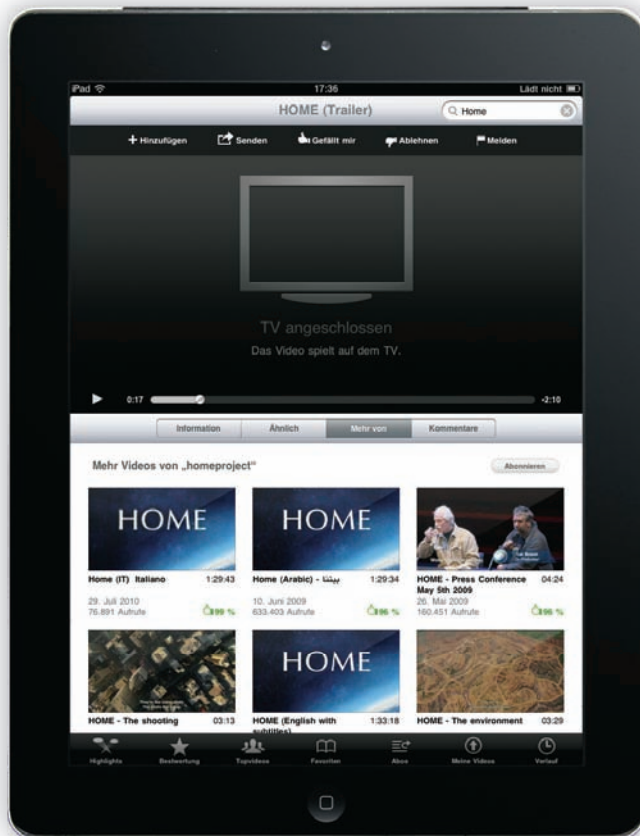 iPad 17:36 Lädt nicht
HOME (Trailer) Home
Hinzufügen Senden Gefällt mir Ablehnen Melden
TV angeschlossen
Das Video spielt auf dem TV.
0:17 -2:10
Information Ähnlich Mehr von Kommentare
Mehr Videos von „homeproject“ Abonnieren
HOME HOME
Home (IT) Italiano 1:29:43
29. Juli 2010
76.891 Aufrufe 99 %
Home (Arabic) - بيتنا 1:29:34
10. Juni 2009
633.403 Aufrufe 96 %
HOME - Press Conference 04:24
May 5th 2009
26. Mai 2009
160.451 Aufrufe 96 %
HOME
HOME - The shooting 03:13
HOME (English with 1:33:18
subtitles)
HOME - The environment 03:29
Highlights Bestwertung Topvideos Favoriten Abos Meine Videos Verlauf